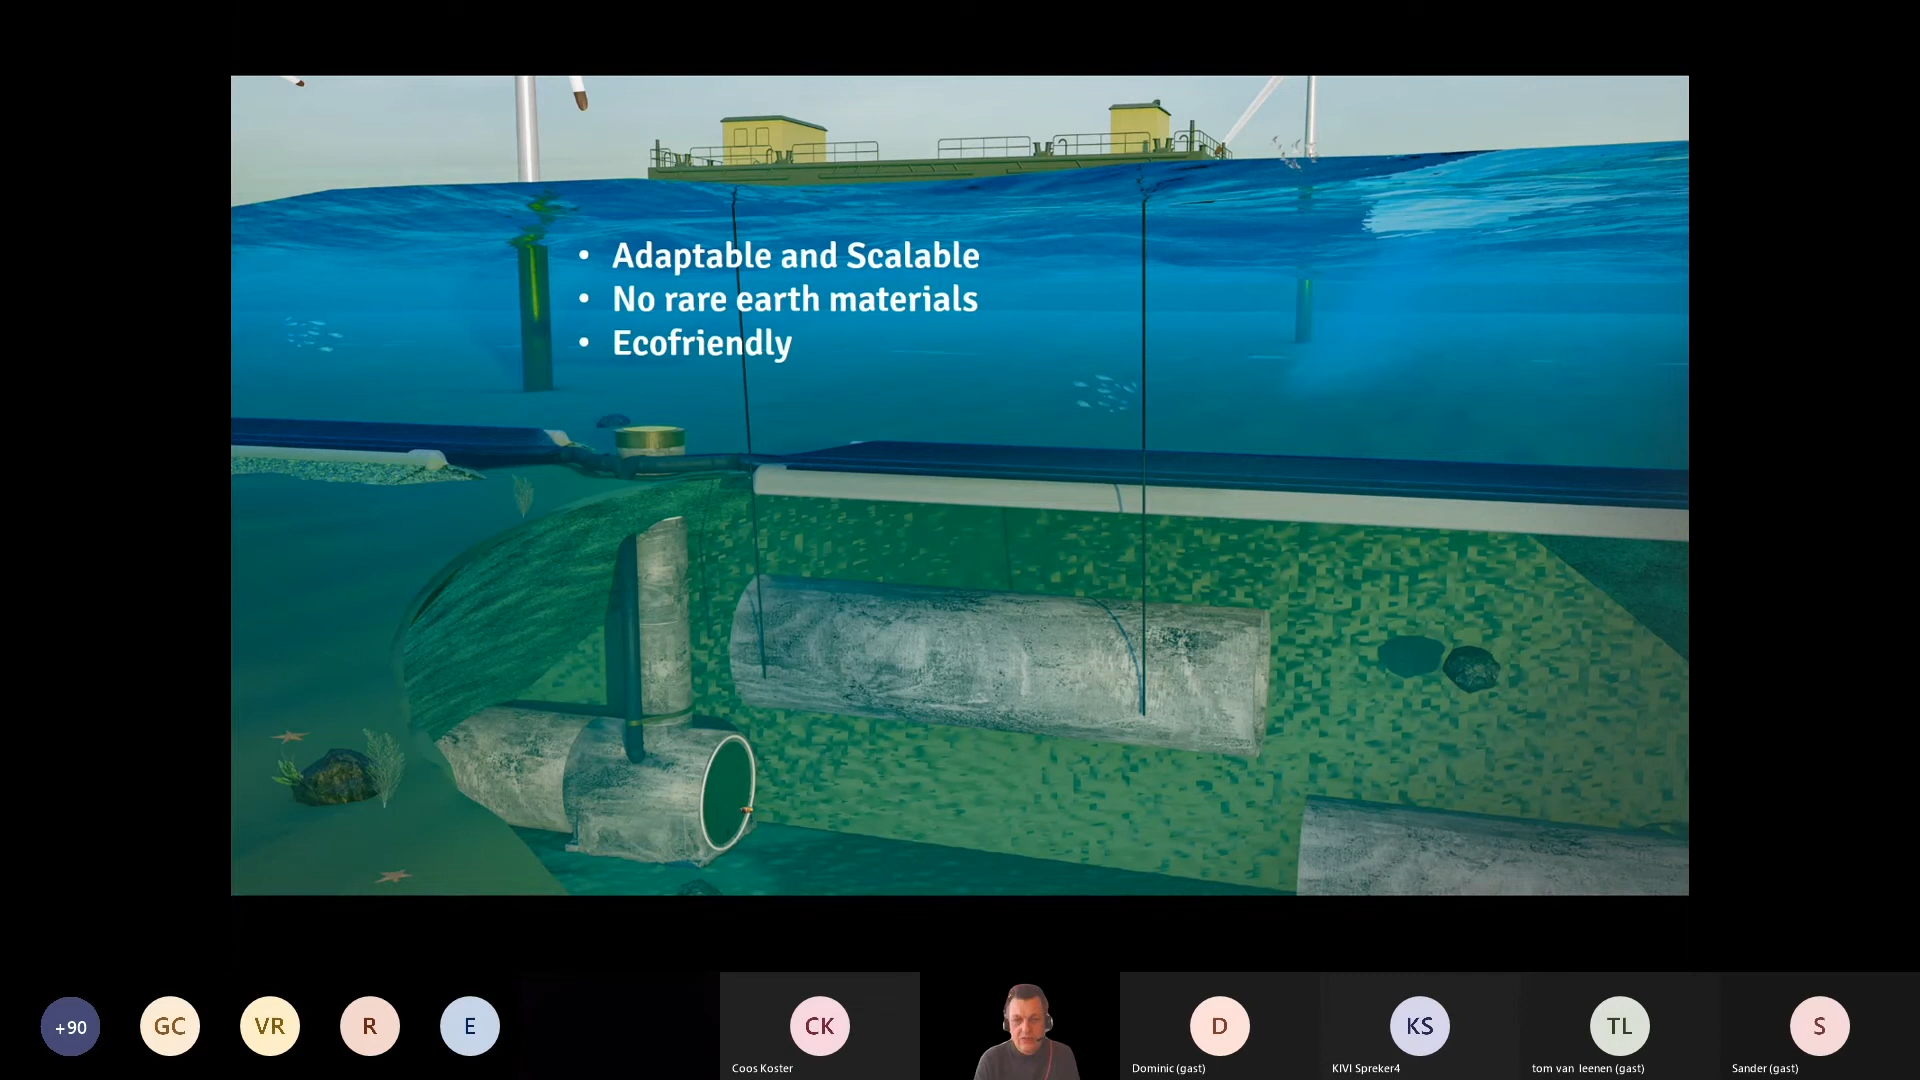 • Adaptable and Scalable
• No rare earth materials
• Ecofriendly
+90
GC
VR
R
E
CK
D
KS
TL
S
Coos Koster
Dominic (gast)
KIVI Spreker4
tom van leenen (gast)
Sander (gast)